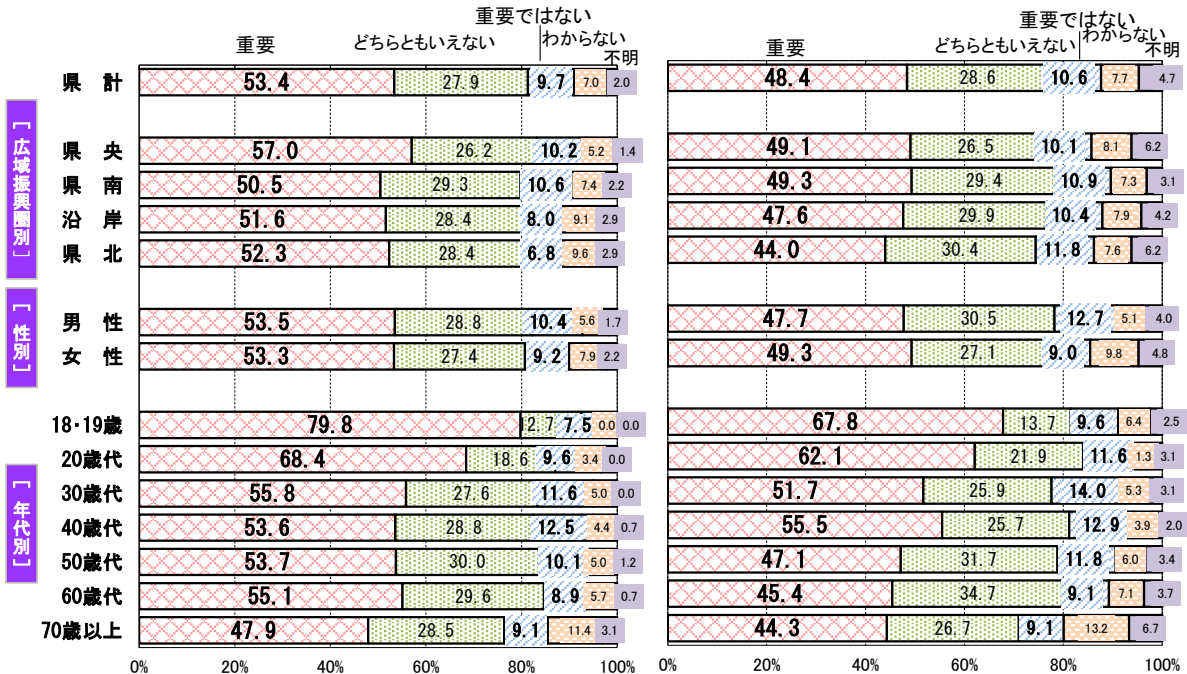 重要ではない 重要ではない
重要 どちらともいえない わからない 不明 重要 どちらともいえない わからない 不明
県 計 53.4 27.9 9.7 7.0 2.0 48.4 28.6 10.6 7.7 4.7
[広域振興圏別]
県 央 57.0 26.2 10.2 5.2 1.4 49.1 26.5 10.1 8.1 6.2
県 南 50.5 29.3 10.6 7.4 2.2 49.3 29.4 10.9 7.3 3.1
沿 岸 51.6 28.4 8.0 9.1 2.9 47.6 29.9 10.4 7.9 4.2
県 北 52.3 28.4 6.8 9.6 2.9 44.0 30.4 11.8 7.6 6.2
[性別]
男 性 53.5 28.8 10.4 5.6 1.7 47.7 30.5 12.7 5.1 4.0
女 性 53.3 27.4 9.2 7.9 2.2 49.3 27.1 9.0 9.8 4.8
[年代別]
18･19歳 79.8 12.7 7.5 0.0 0.0 67.8 13.7 9.6 6.4 2.5
20歳代 68.4 18.6 9.6 3.4 0.0 62.1 21.9 11.6 1.3 3.1
30歳代 55.8 27.6 11.6 5.0 0.0 51.7 25.9 14.0 5.3 3.1
40歳代 53.6 28.8 12.5 4.4 0.7 55.5 25.7 12.9 3.9 2.0
50歳代 53.7 30.0 10.1 5.0 1.2 47.1 31.7 11.8 6.0 3.4
60歳代 55.1 29.6 8.9 5.7 0.7 45.4 34.7 9.1 7.1 3.7
70歳以上 47.9 28.5 9.1 11.4 3.1 44.3 26.7 9.1 13.2 6.7
0% 20% 40% 60% 80% 100% 0% 20% 40% 60% 80% 100%